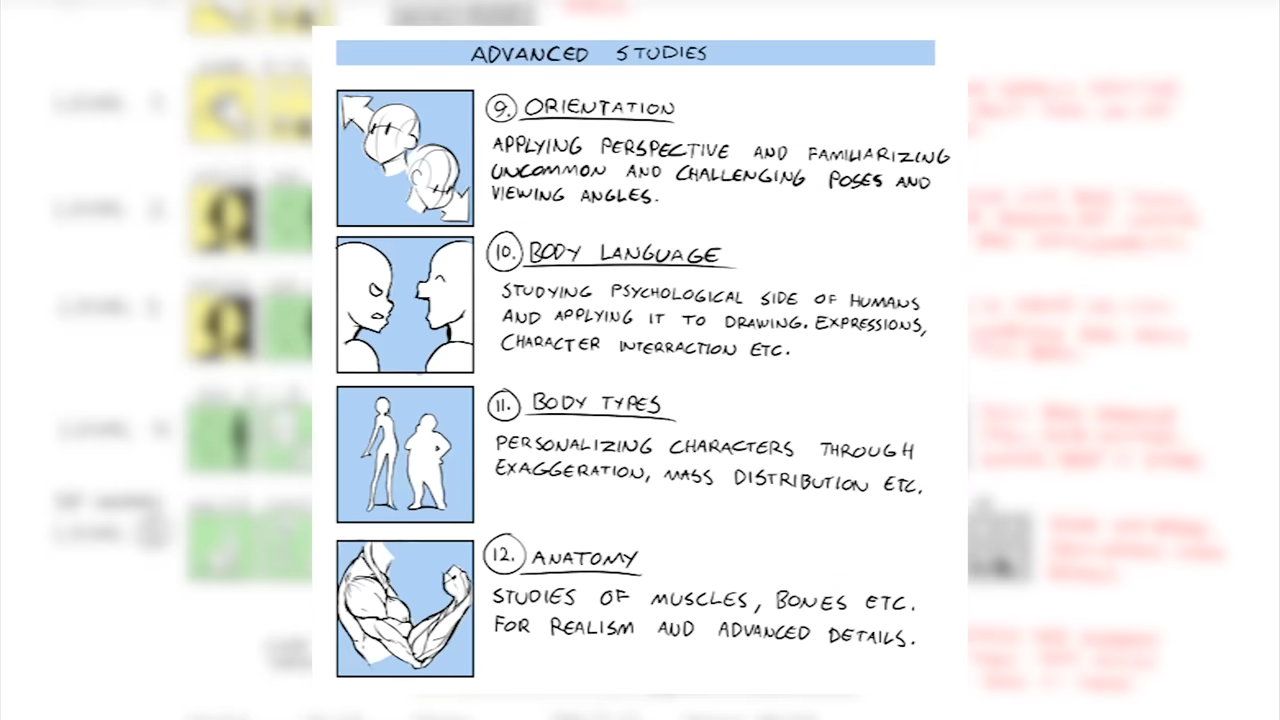 ADVANCED STUDIES
9. ORIENTATION
APPLYING PERSPECTIVE AND FAMILIARIZING
UNCOMMON AND CHALLENGING POSES AND
VIEWING ANGLES.
10. BODY LANGUAGE
STUDYING PSYCHOLOGICAL SIDE OF HUMANS
AND APPLYING IT TO DRAWING. EXPRESSIONS,
CHARACTER INTERRACTION ETC.
11. BODY TYPES
PERSONALIZING CHARACTERS THROUGH
EXAGGERATION, MASS DISTRIBUTION ETC.
12. ANATOMY
STUDIES OF MUSCLES, BONES ETC.
FOR REALISM AND ADVANCED DETAILS.